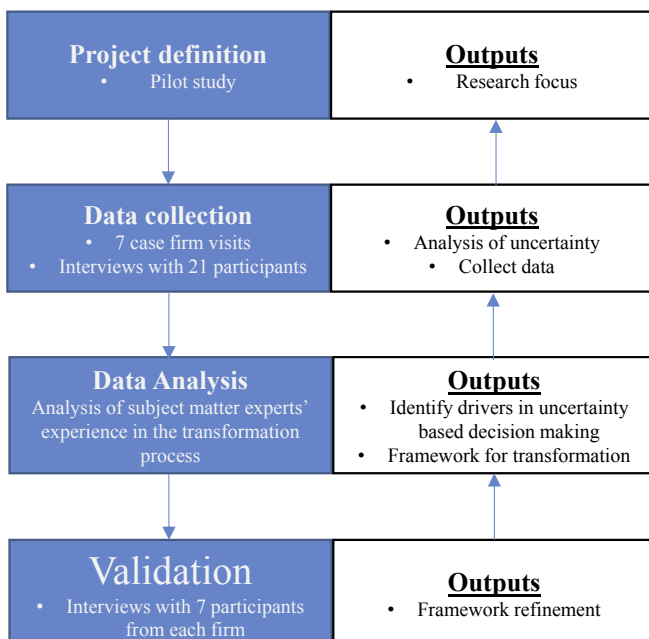 Project definition
• Pilot study
Outputs
• Research focus
Data collection
• 7 case firm visits
• Interviews with 21 participants
Outputs
• Analysis of uncertainty
• Collect data
Data Analysis
Analysis of subject matter experts’
experience in the transformation
process
Outputs
• Identify drivers in uncertainty
based decision making
• Framework for transformation
Validation
• Interviews with 7 participants
from each firm
Outputs
• Framework refinement